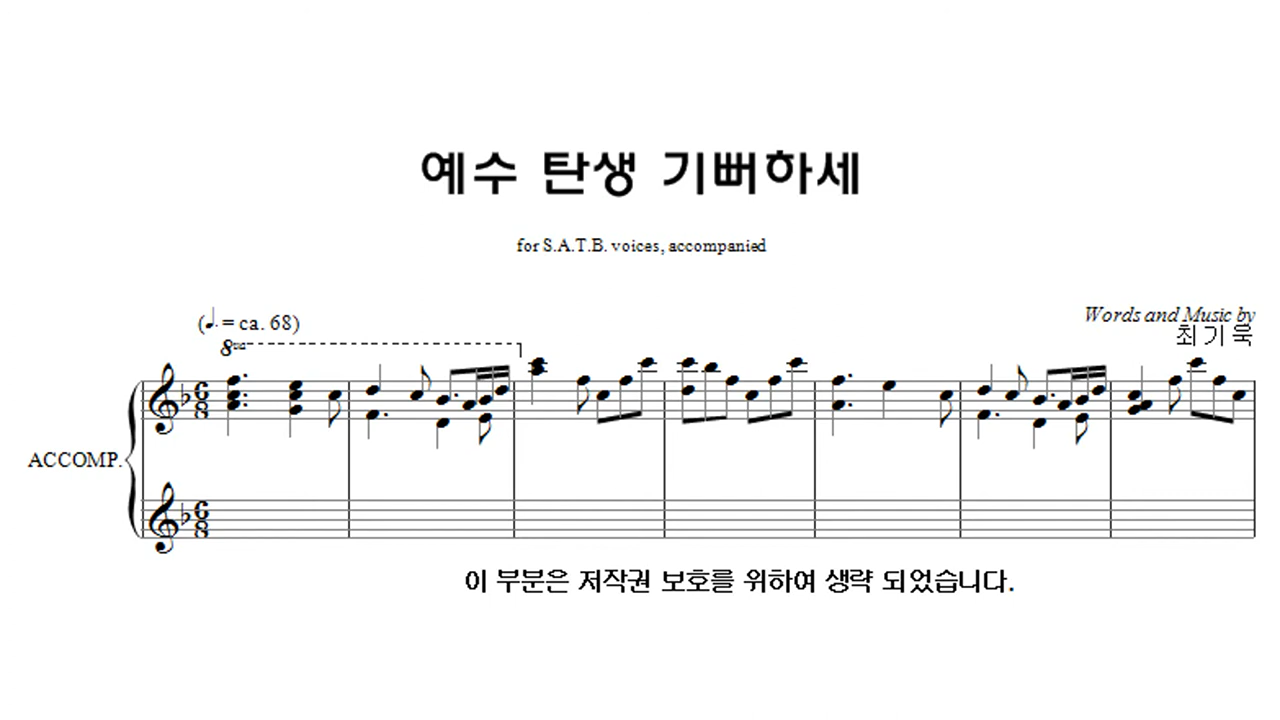 예수 탄생 기뻐하세
for S.A.T.B. voices, accompanied
Words and Music by
최 기 욱
(♩. = ca. 68)
8va
ACCOMP.
이 부분은 저작권 보호를 위하여 생략 되었습니다.